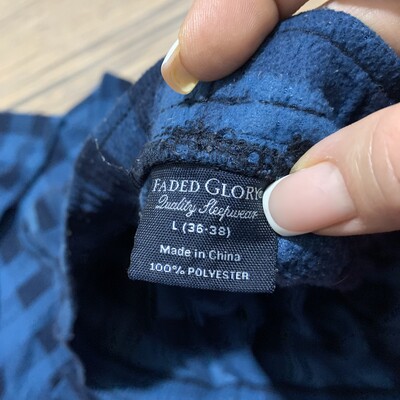 FADED GLORY
Quality Sleepwear
L (36-38)
Made in China
100% POLYESTER